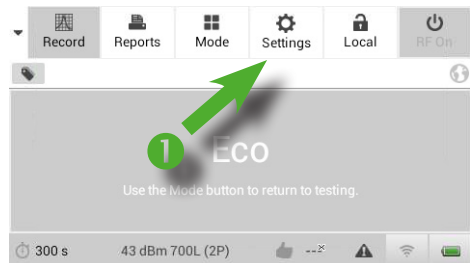 Record Reports Mode Settings Local RF On
1
Eco
Use the Mode button to return to testing.
300 s 43 dBm 700L (2P) --.-x